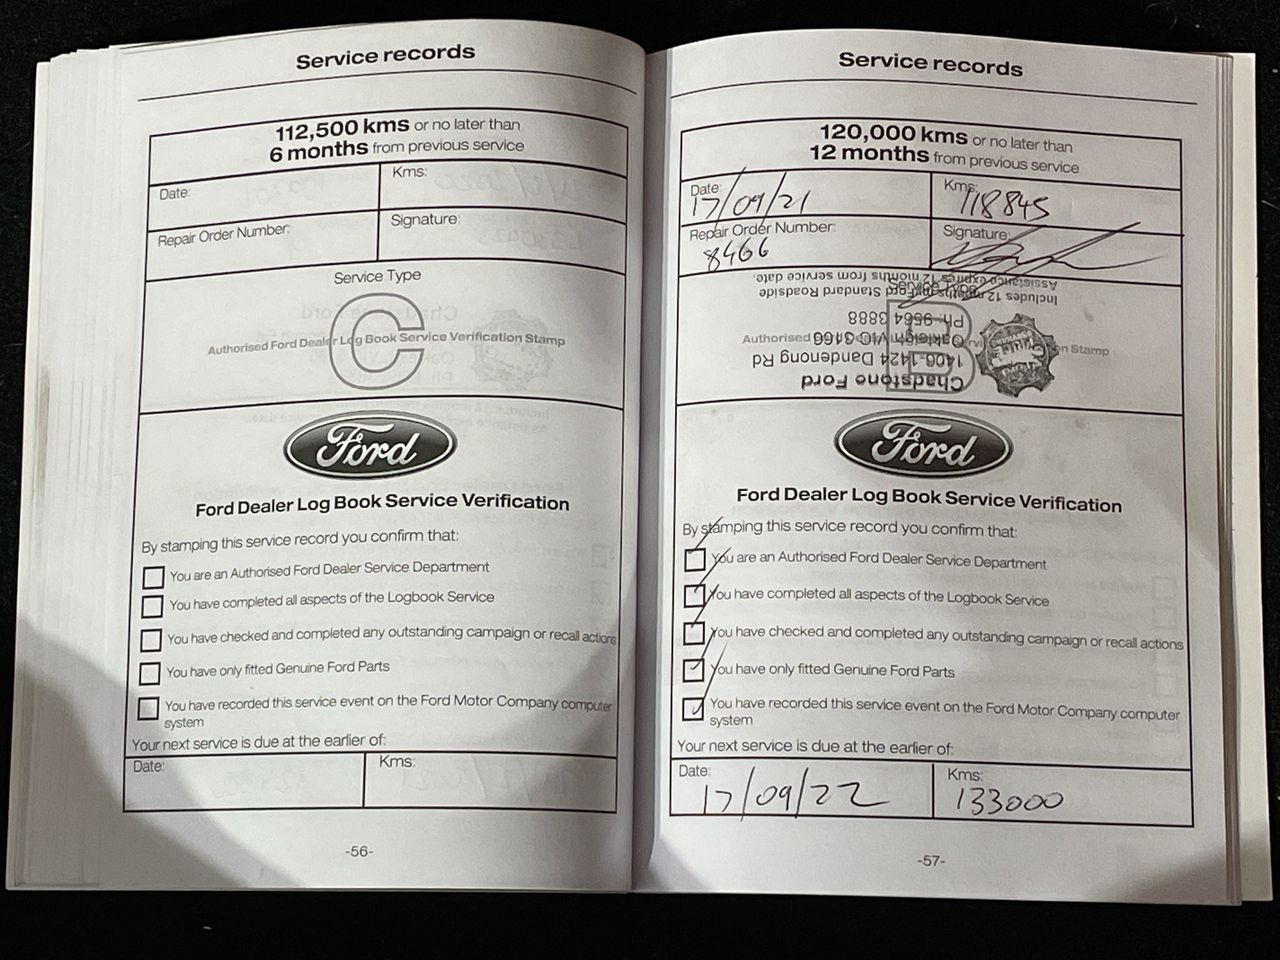 Service records
112,500 kms or no later than
6 months from previous service
Date:
Kms:
Repair Order Number:
Signature:
Service Type
C
Authorised Ford Dealer Log Book Service Verification Stamp
Ford
Ford Dealer Log Book Service Verification
By stamping this service record you confirm that:
You are an Authorised Ford Dealer Service Department
You have completed all aspects of the Logbook Service
You have checked and completed any outstanding campaign or recall actions
You have only fitted Genuine Ford Parts
You have recorded this service event on the Ford Motor Company computer
system
Your next service is due at the earlier of:
Date:
Kms:
-56-
Service records
120,000 kms or no later than
12 months from previous service
Date:
17/09/21
Kms:
118845
Repair Order Number:
8466
Signature:
Service Type
B
Authorised
on Stamp
Chadstone Ford
1406-1424 Dandenong Rd
Oakleigh VIC 3166
Ph: 9564 3888
Includes 12 months Ford Standard Roadside
Assistance expires 12 months from service date.
Ford
Ford Dealer Log Book Service Verification
By stamping this service record you confirm that:
You are an Authorised Ford Dealer Service Department
You have completed all aspects of the Logbook Service
You have checked and completed any outstanding campaign or recall actions
You have only fitted Genuine Ford Parts
You have recorded this service event on the Ford Motor Company computer
system
Your next service is due at the earlier of:
Date:
17/09/22
Kms:
133000
-57-